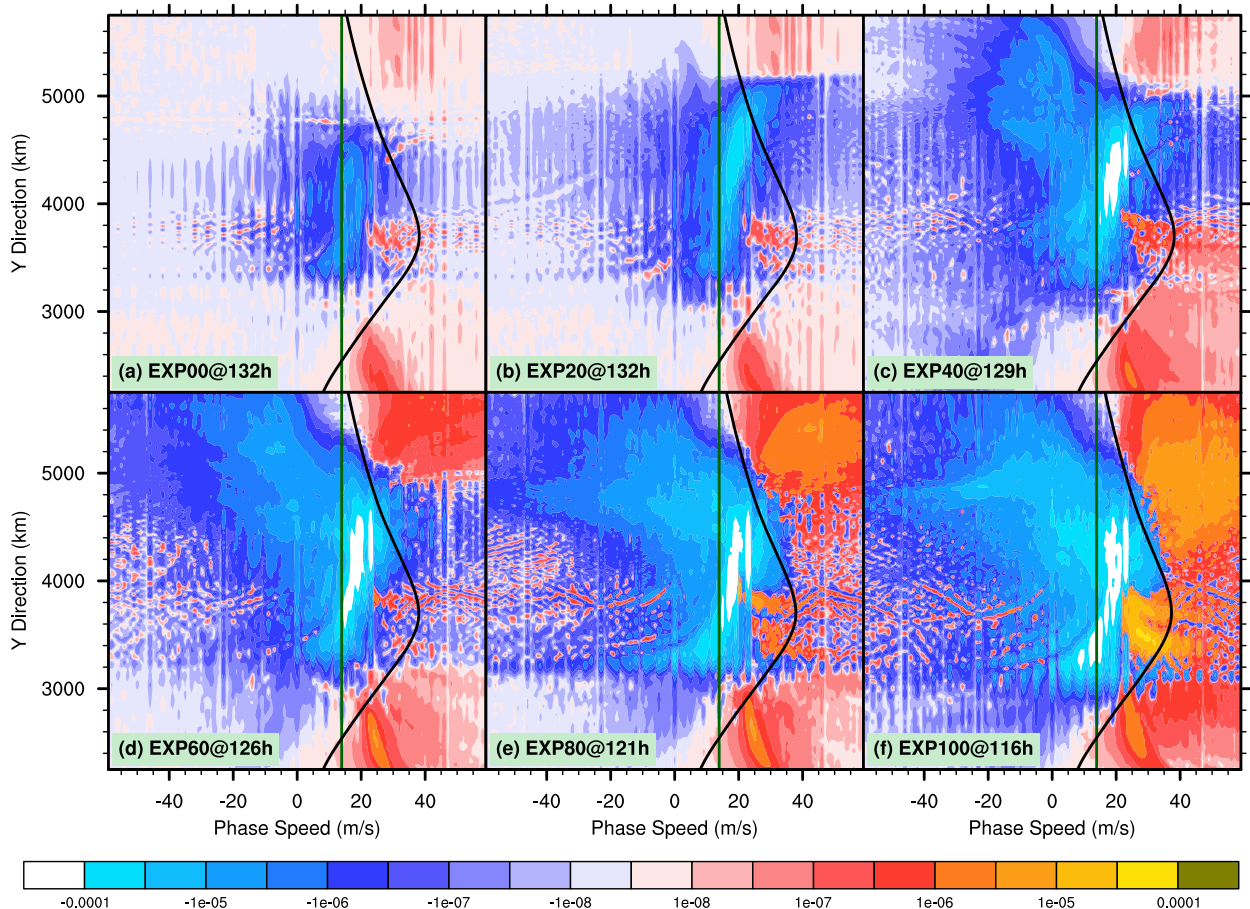 5000
4000
3000
Y Direction (km)
(a) EXP00@132h
(b) EXP20@132h
(c) EXP40@129h
5000
4000
3000
Y Direction (km)
(d) EXP60@126h
(e) EXP80@121h
(f) EXP100@116h
-40 -20 0 20 40
-40 -20 0 20 40
-40 -20 0 20 40
Phase Speed (m/s)
Phase Speed (m/s)
Phase Speed (m/s)
-0.0001 -1e-05 -1e-06 -1e-07 -1e-08 1e-08 1e-07 1e-06 1e-05 0.0001